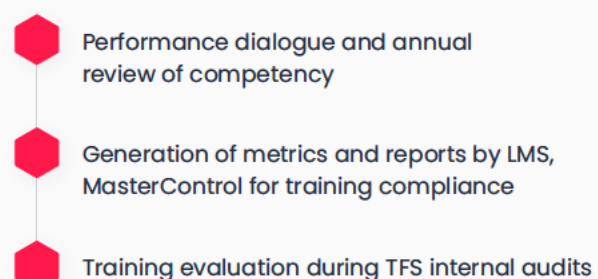 Performance dialogue and annual
review of competency
Generation of metrics and reports by LMS,
MasterControl for training compliance
Training evaluation during TFS internal audits